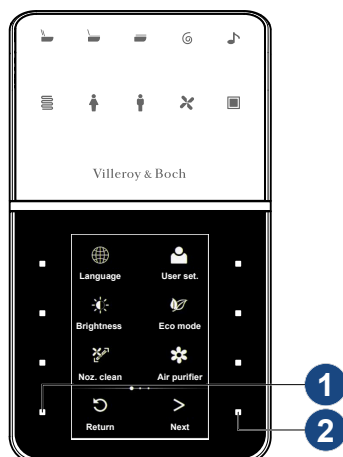 Villeroy & Boch
Language User set.
Brightness Eco mode
Noz. clean Air purifier
1
Return Next
2